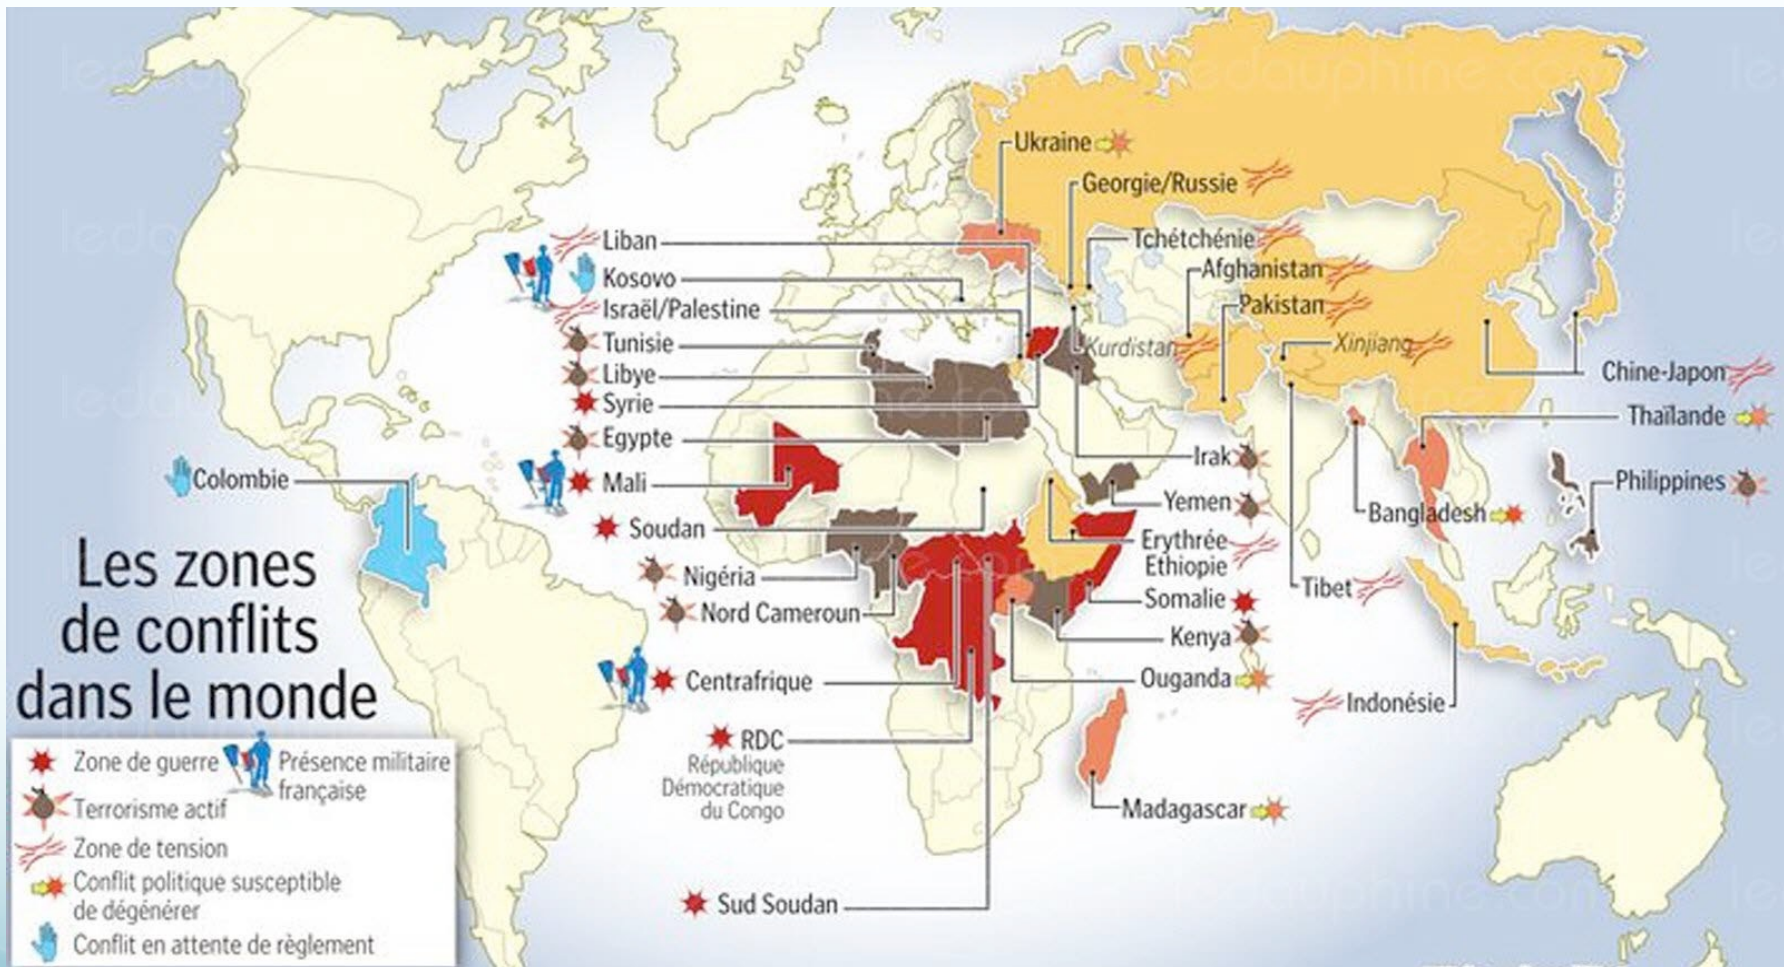 ledauphine.com
Ukraine
Georgie/Russie
Liban
Tchétchénie
Kosovo
Afghanistan
Israël/Palestine
Pakistan
Tunisie
Kurdistan
Xinjiang
Libye
Chine-Japon
Syrie
Thaïlande
Egypte
Irak
Colombie
Mali
Philippines
Yemen
Bangladesh
Soudan
Erythrée
Ethiopie
Nigéria
Tibet
Somalie
Nord Cameroun
Kenya
Centrafrique
Ouganda
Indonésie
RDC
République
Démocratique
du Congo
Madagascar
Sud Soudan
Les zones
de conflits
dans le monde
Zone de guerre
Présence militaire
française
Terrorisme actif
Zone de tension
Conflit politique susceptible
de dégénérer
Conflit en attente de règlement